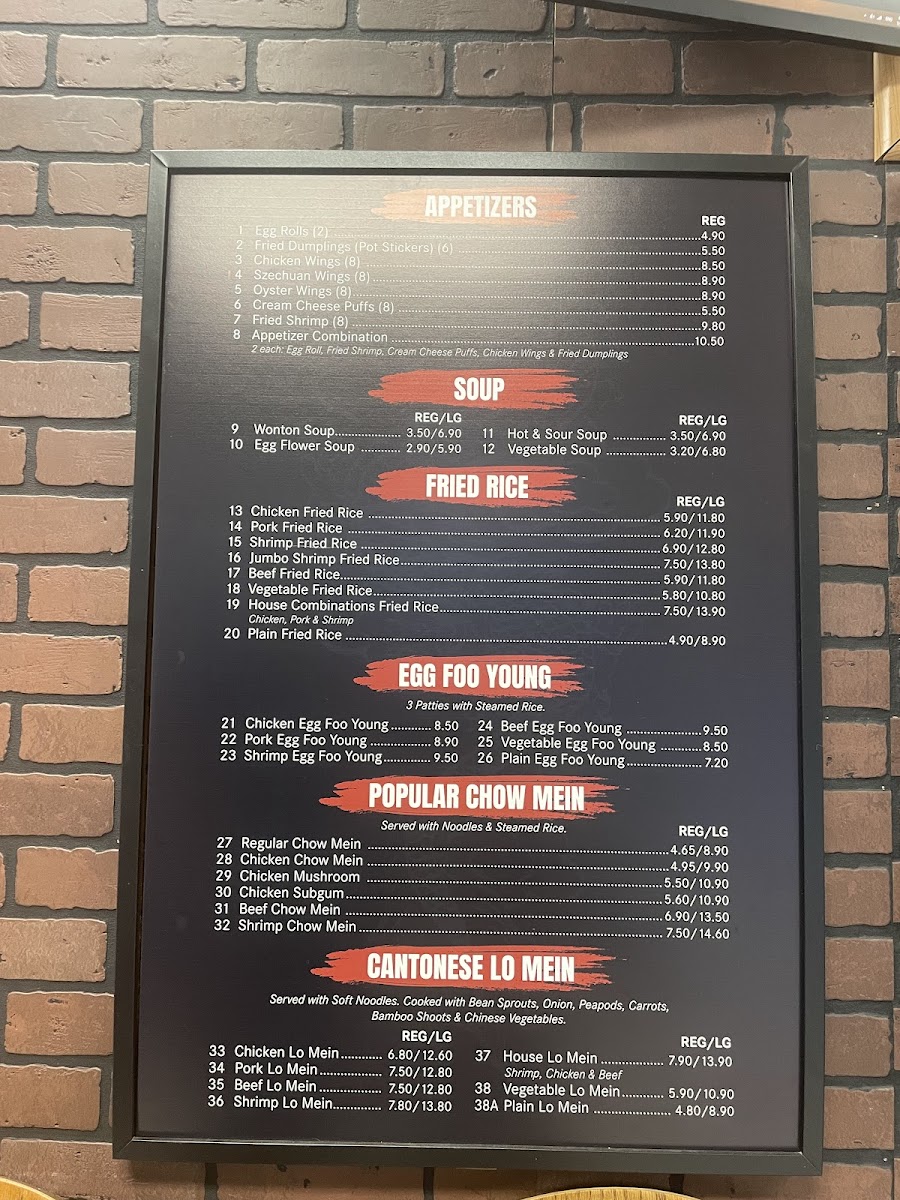 APPETIZERS
REG
1 Egg Rolls (2) 4.90
2 Fried Dumplings (Pot Stickers) (6) 5.50
3 Chicken Wings (8) 8.50
4 Szechuan Wings (8) 8.90
5 Oyster Wings (8) 8.90
6 Cream Cheese Puffs (8) 5.50
7 Fried Shrimp (8) 9.80
8 Appetizer Combination 10.50
2 each: Egg Roll, Fried Shrimp, Cream Cheese Puffs, Chicken Wings & Fried Dumplings
SOUP
REG/LG REG/LG
9 Wonton Soup 3.50/6.90 11 Hot & Sour Soup 3.50/6.90
10 Egg Flower Soup 2.90/5.90 12 Vegetable Soup 3.20/6.80
FRIED RICE
REG/LG
13 Chicken Fried Rice 5.90/11.80
14 Pork Fried Rice 6.20/11.90
15 Shrimp Fried Rice 6.90/12.80
16 Jumbo Shrimp Fried Rice 7.50/13.80
17 Beef Fried Rice 5.90/11.80
18 Vegetable Fried Rice 5.80/10.80
19 House Combinations Fried Rice 7.50/13.90
Chicken, Pork & Shrimp
20 Plain Fried Rice 4.90/8.90
EGG FOO YOUNG
3 Patties with Steamed Rice.
21 Chicken Egg Foo Young 8.50 24 Beef Egg Foo Young 9.50
22 Pork Egg Foo Young 8.90 25 Vegetable Egg Foo Young 8.50
23 Shrimp Egg Foo Young 9.50 26 Plain Egg Foo Young 7.20
POPULAR CHOW MEIN
Served with Noodles & Steamed Rice.
REG/LG
27 Regular Chow Mein 4.65/8.90
28 Chicken Chow Mein 4.95/9.90
29 Chicken Mushroom 5.50/10.90
30 Chicken Subgum 5.60/10.90
31 Beef Chow Mein 6.90/13.50
32 Shrimp Chow Mein 7.50/14.60
CANTONESE LO MEIN
Served with Soft Noodles. Cooked with Bean Sprouts, Onion, Peapods, Carrots,
Bamboo Shoots & Chinese Vegetables.
REG/LG REG/LG
33 Chicken Lo Mein 6.80/12.60 37 House Lo Mein 7.90/13.90
Shrimp, Chicken & Beef
34 Pork Lo Mein 7.50/12.80
35 Beef Lo Mein 7.50/12.80 38 Vegetable Lo Mein 5.90/10.90
36 Shrimp Lo Mein 7.80/13.80 38A Plain Lo Mein 4.80/8.90